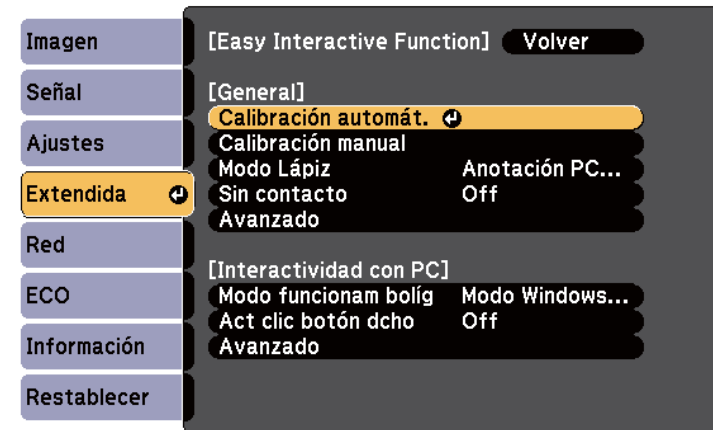 Imagen
Señal
Ajustes
Extendida
Red
ECO
Información
Restablecer
[Easy Interactive Function] Volver
[General]
Calibración automát.
Calibración manual
Modo Lápiz Anotación PC...
Sin contacto Off
Avanzado
[Interactividad con PC]
Modo funcionam bolíg Modo Windows...
Act clic botón dcho Off
Avanzado